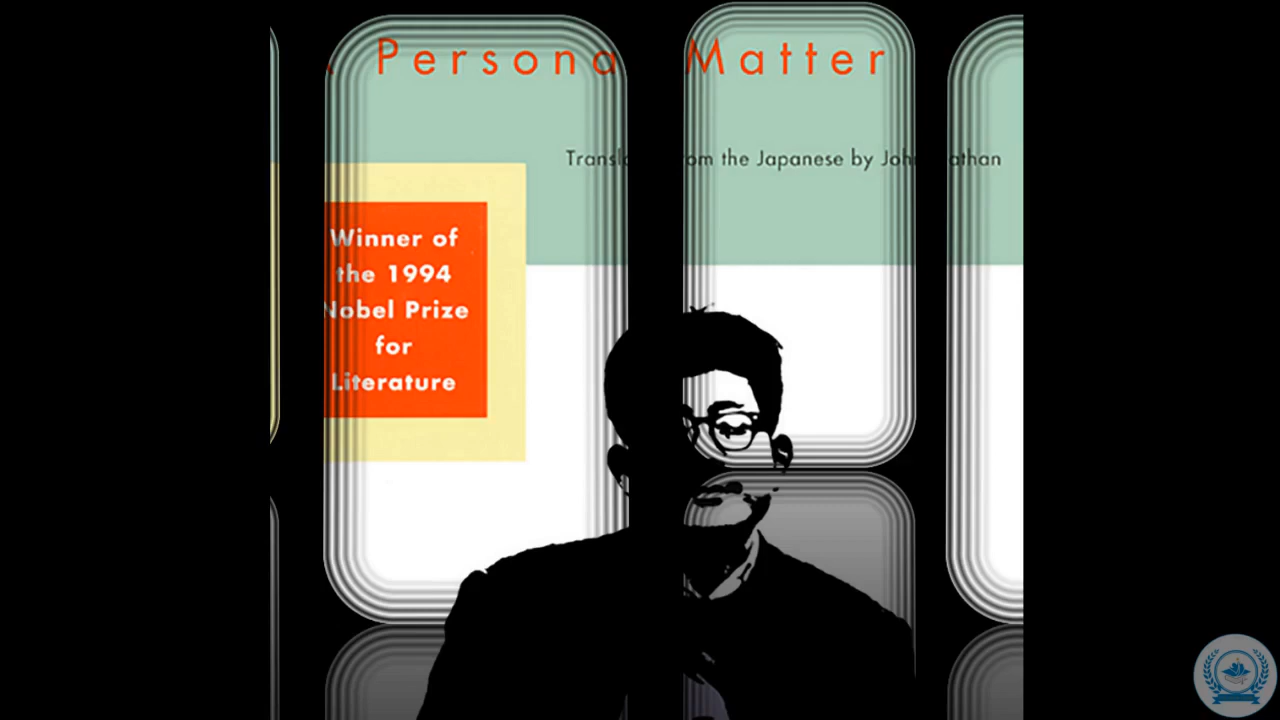 Persona Matter
Transl om the Japanese by Joh athan
Winner of
the 1994
Nobel Prize
for
Literature